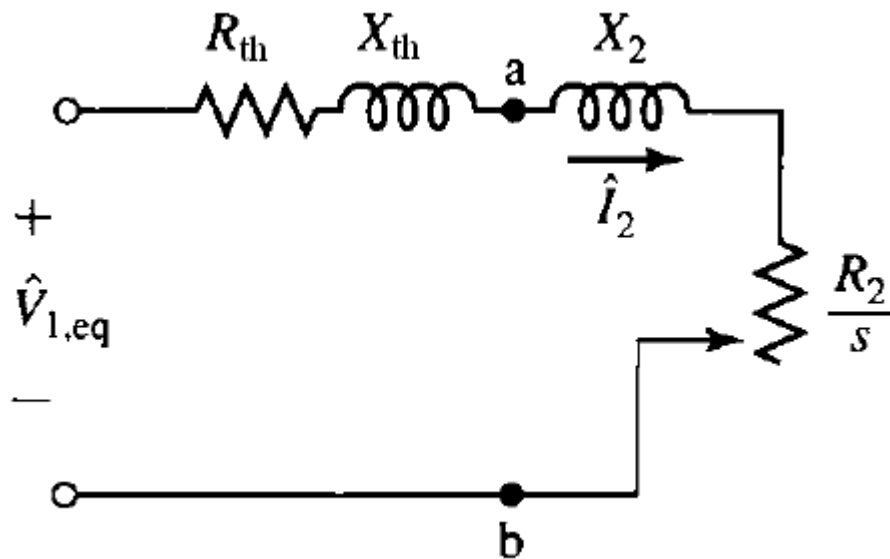 R_th X_th X_2
a
Î_2
+
V̂_1,eq
−
R_2/s
b